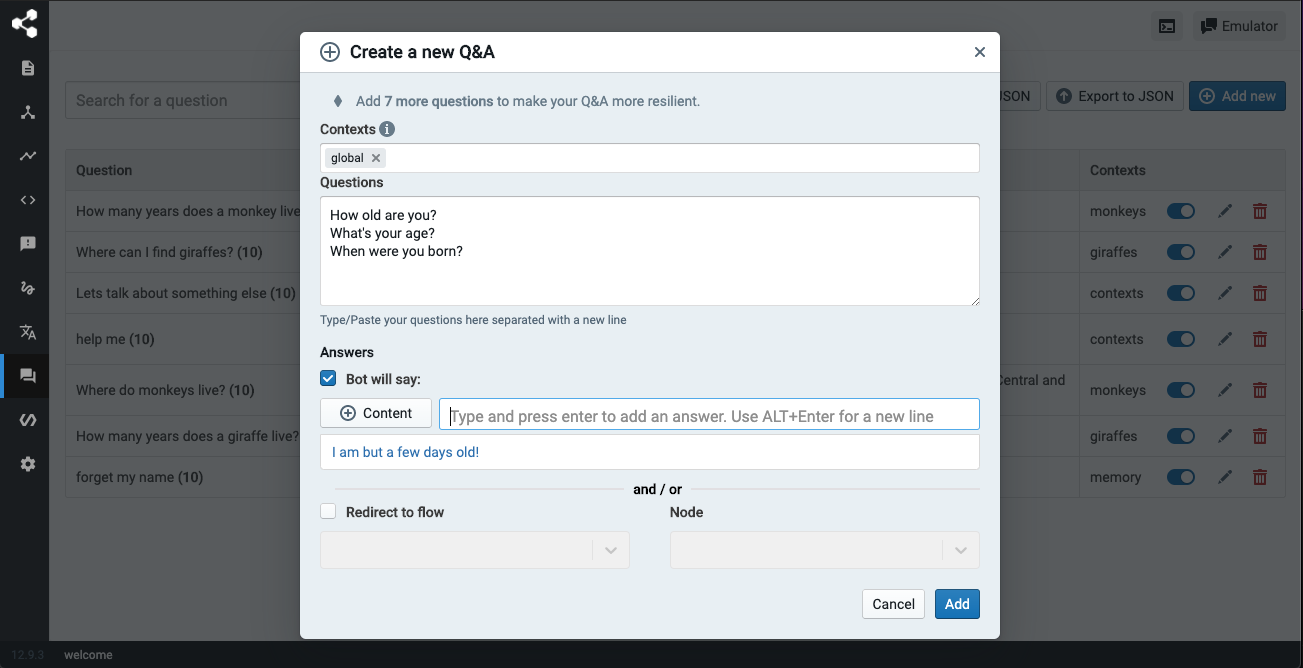 Emulator
Create a new Q&A
Search for a question
JSON
Export to JSON
Add new
Add 7 more questions to make your Q&A more resilient.
Contexts
global
Questions
How old are you?
What's your age?
When were you born?
Type/Paste your questions here separated with a new line
Answers
Bot will say:
Content
Type and press enter to add an answer. Use ALT+Enter for a new line
I am but a few days old!
and / or
Redirect to flow
Node
Cancel
Add
Question
Contexts
How many years does a monkey live
monkeys
Where can I find giraffes? (10)
giraffes
Lets talk about something else (10)
contexts
help me (10)
contexts
Where do monkeys live? (10)
Central and
monkeys
How many years does a giraffe live?
giraffes
forget my name (10)
memory
12.9.3
welcome